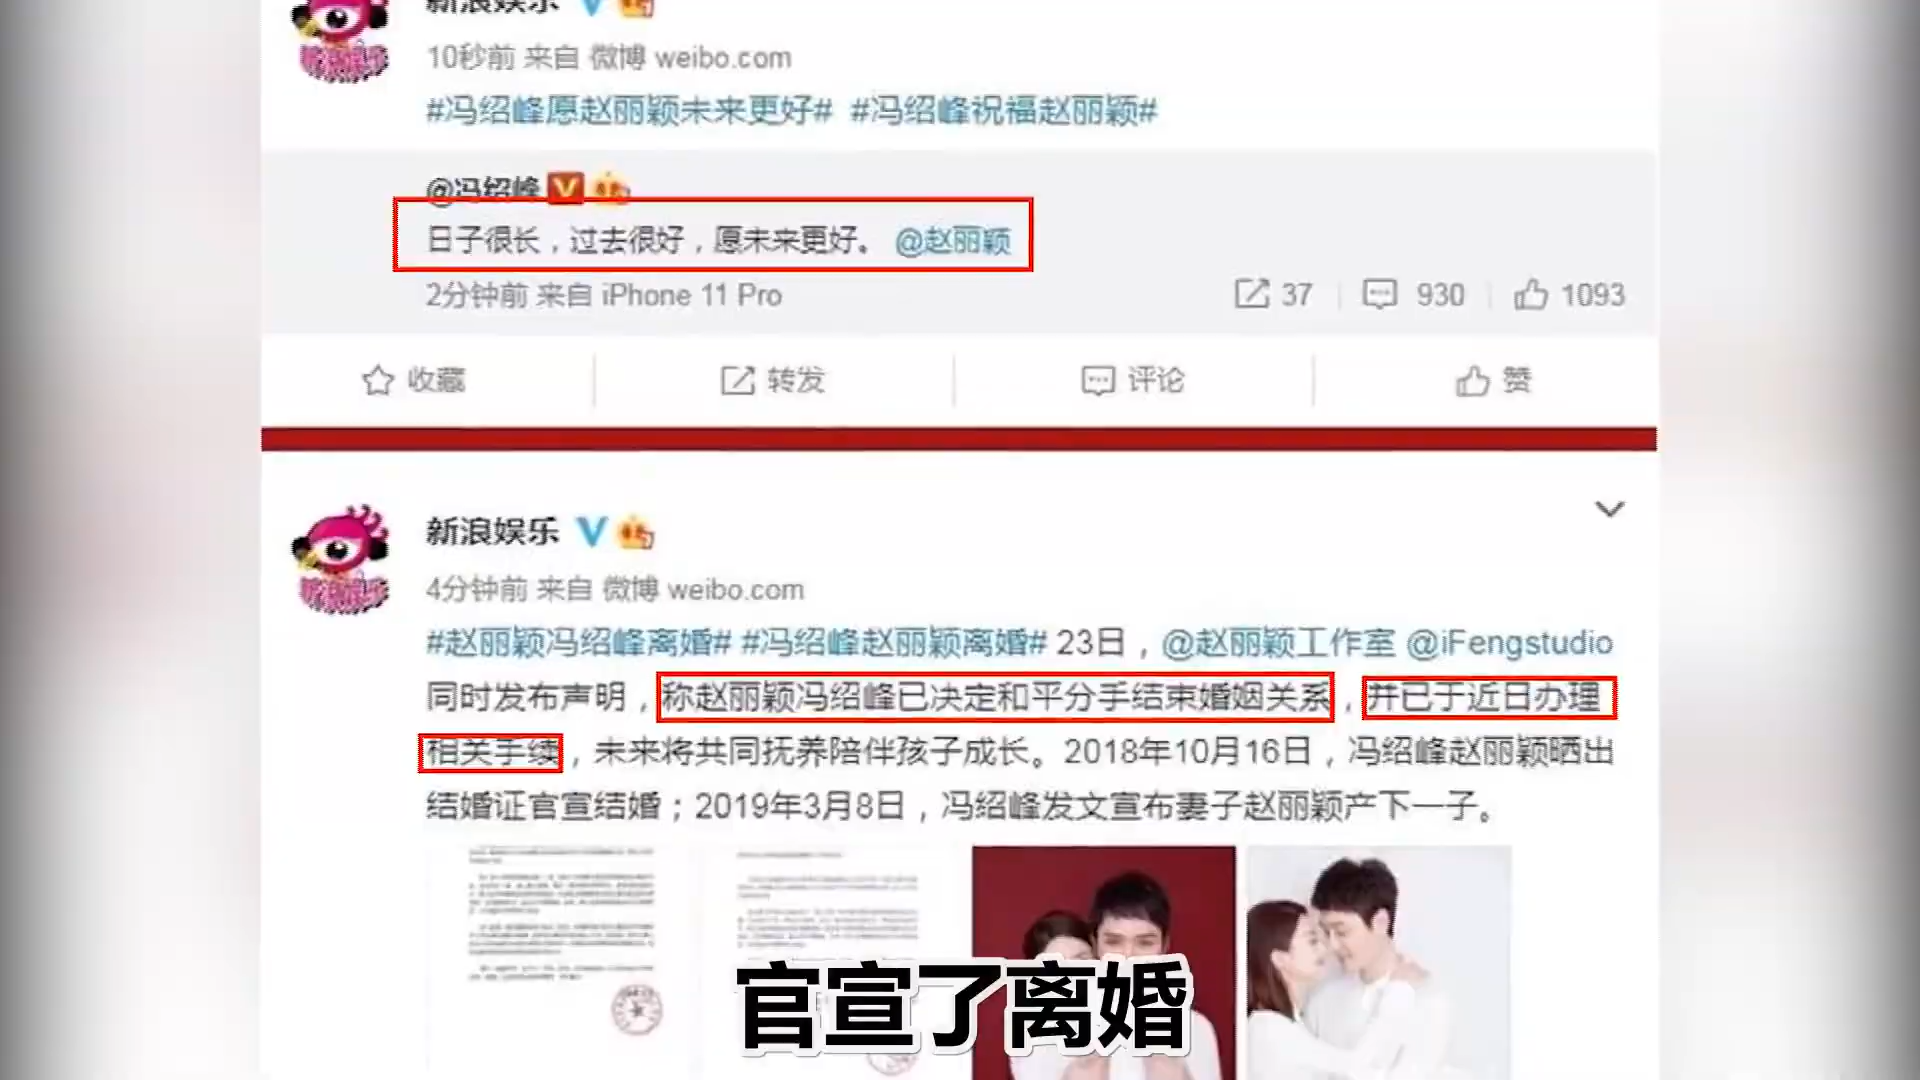 新浪娱乐
10秒前 来自 微博 weibo.com
#冯绍峰愿赵丽颖未来更好# #冯绍峰祝福赵丽颖#
@冯绍峰
日子很长，过去很好，愿未来更好。 @赵丽颖
2分钟前 来自 iPhone 11 Pro
37 930 1093
收藏 转发 评论 赞
新浪娱乐
4分钟前 来自 微博 weibo.com
#赵丽颖冯绍峰离婚# #冯绍峰赵丽颖离婚# 23日，@赵丽颖工作室 @iFengstudio
同时发布声明，称赵丽颖冯绍峰已决定和平分手结束婚姻关系，并已于近日办理
相关手续，未来将共同抚养陪伴孩子成长。2018年10月16日，冯绍峰赵丽颖晒出
结婚证官宣结婚；2019年3月8日，冯绍峰发文宣布妻子赵丽颖产下一子。
官宣了离婚